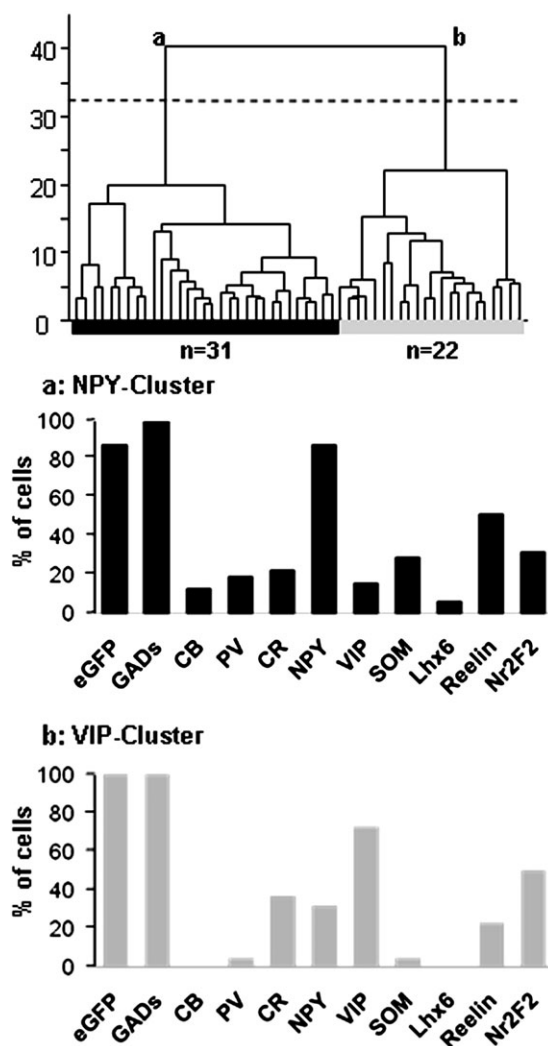 a b
40
30
20
10
0
n=31 n=22
a: NPY-Cluster
% of cells
100
80
60
40
20
0
eGFP GADs CB PV CR NPY VIP SOM Lhx6 Reelin Nr2F2
b: VIP-Cluster
% of cells
100
80
60
40
20
0
eGFP GADs CB PV CR NPY VIP SOM Lhx6 Reelin Nr2F2